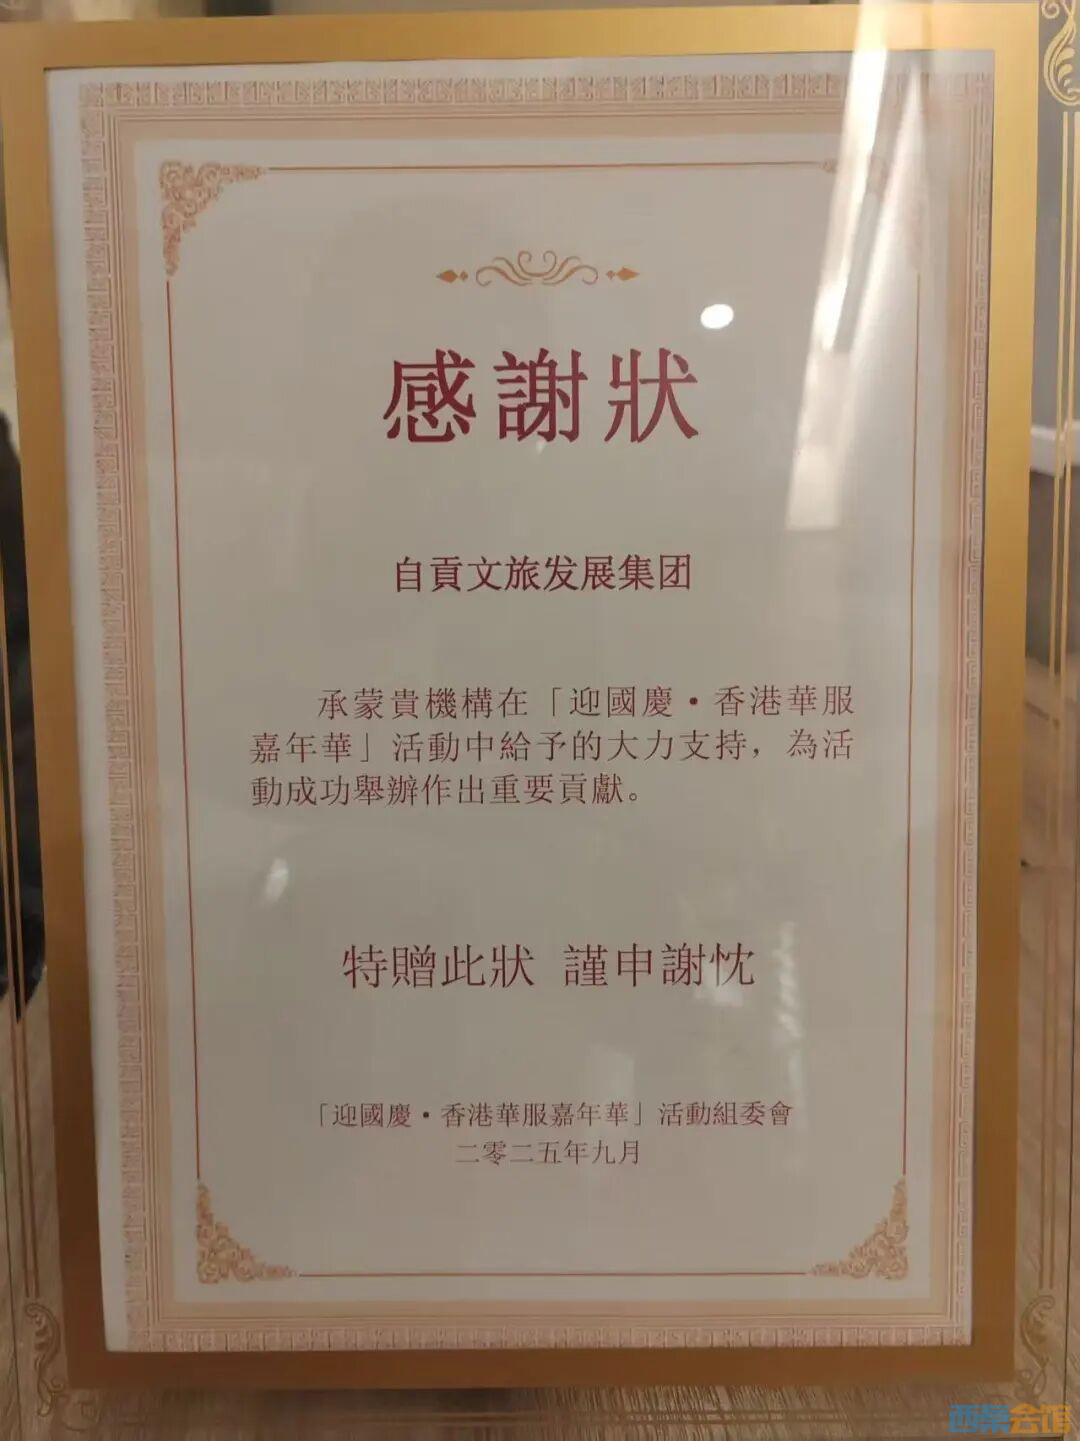 感謝狀
自貢文旅发展集团
承蒙貴機構在「迎國慶·香港華服
嘉年華」活動中給予的大力支持，為活
動成功舉辦作出重要貢獻。
特贈此狀 謹申謝忱
「迎國慶·香港華服嘉年華」活動組委會
二零二五年九月
西秦会馆